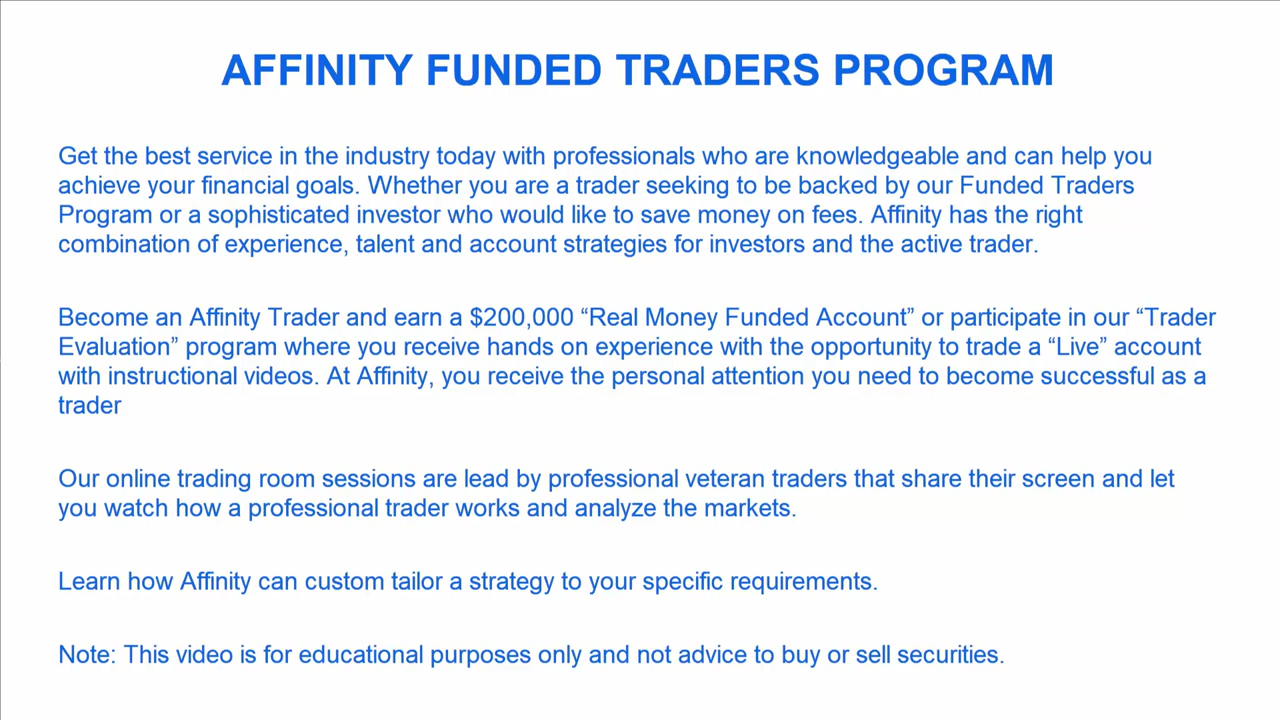 AFFINITY FUNDED TRADERS PROGRAM
Get the best service in the industry today with professionals who are knowledgeable and can help you
achieve your financial goals. Whether you are a trader seeking to be backed by our Funded Traders
Program or a sophisticated investor who would like to save money on fees. Affinity has the right
combination of experience, talent and account strategies for investors and the active trader.
Become an Affinity Trader and earn a $200,000 “Real Money Funded Account” or participate in our “Trader
Evaluation” program where you receive hands on experience with the opportunity to trade a “Live” account
with instructional videos. At Affinity, you receive the personal attention you need to become successful as a
trader
Our online trading room sessions are lead by professional veteran traders that share their screen and let
you watch how a professional trader works and analyze the markets.
Learn how Affinity can custom tailor a strategy to your specific requirements.
Note: This video is for educational purposes only and not advice to buy or sell securities.